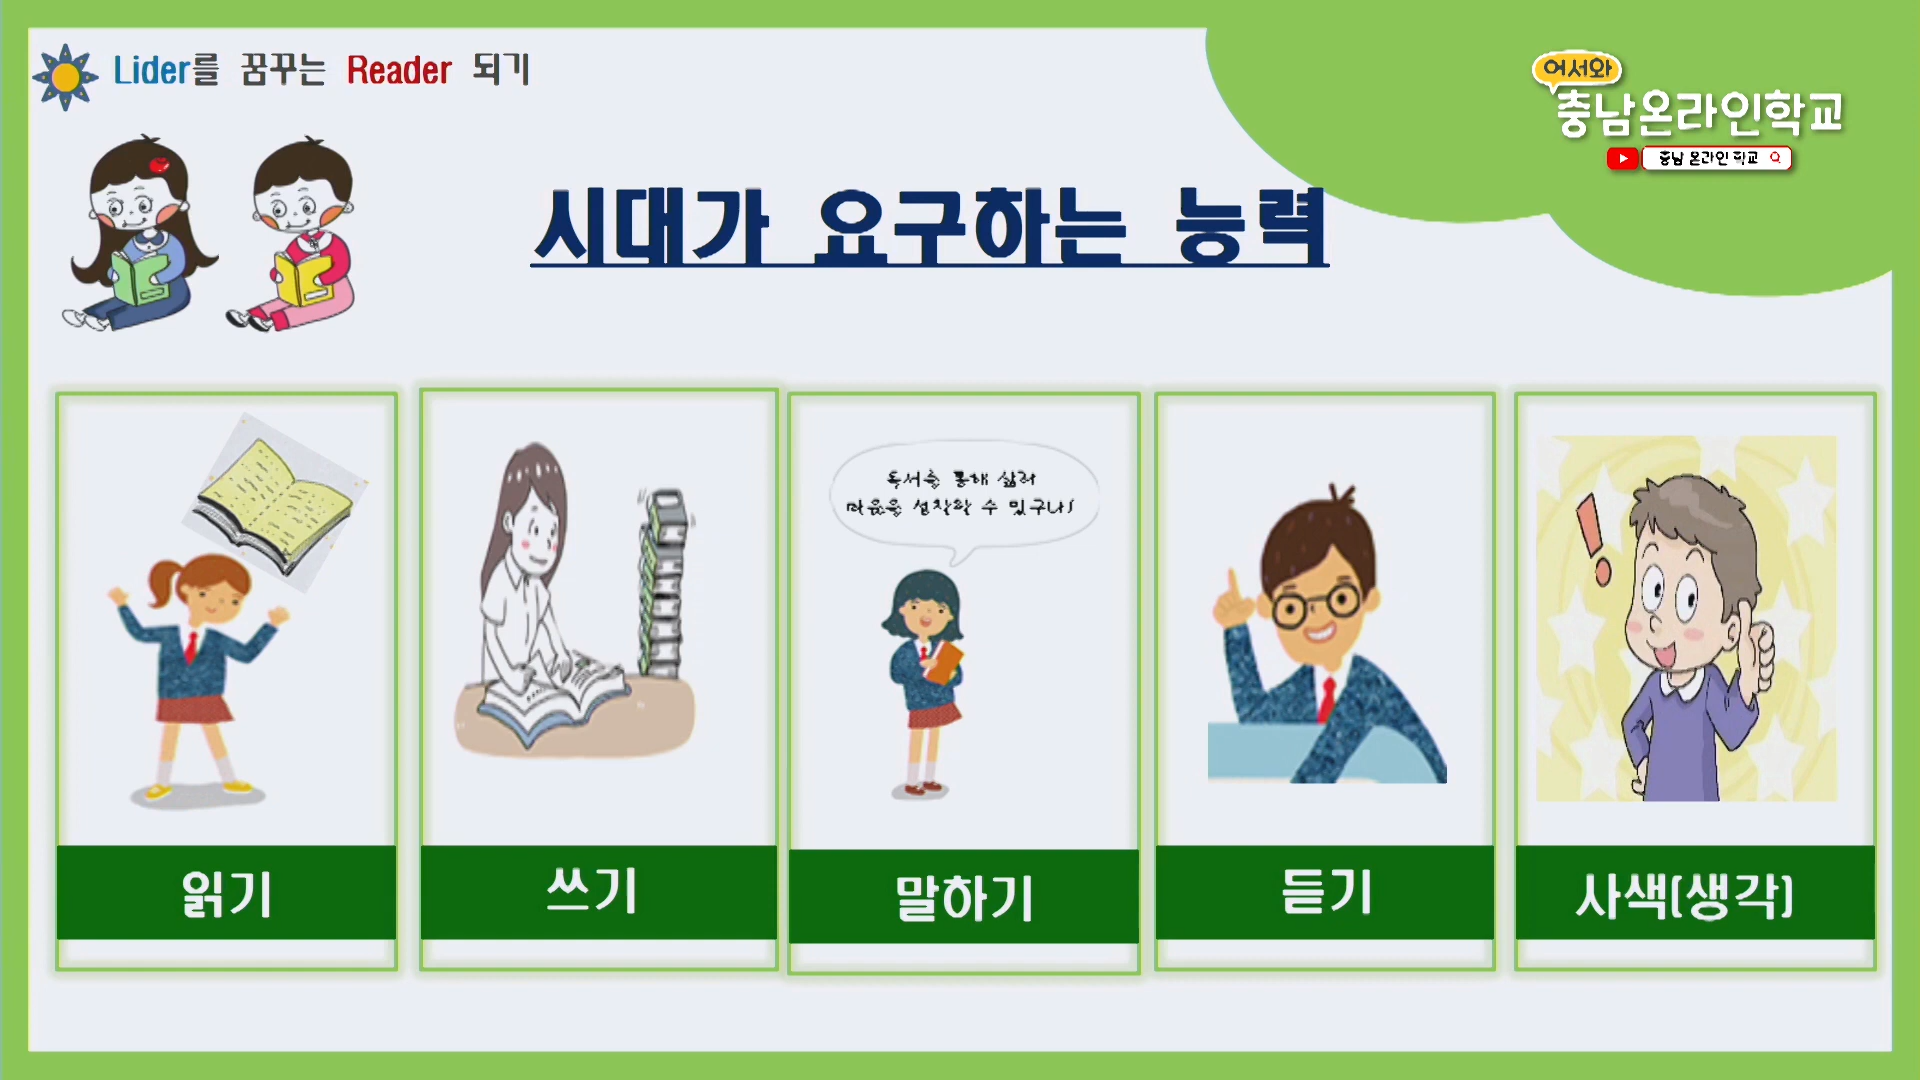 Lider를 꿈꾸는 Reader 되기
어서와
충남온라인학교
충남 온라인 학교
시대가 요구하는 능력
독서를 통해 삶과
마음을 성찰할 수 있구나!
읽기
쓰기
말하기
듣기
사색(생각)